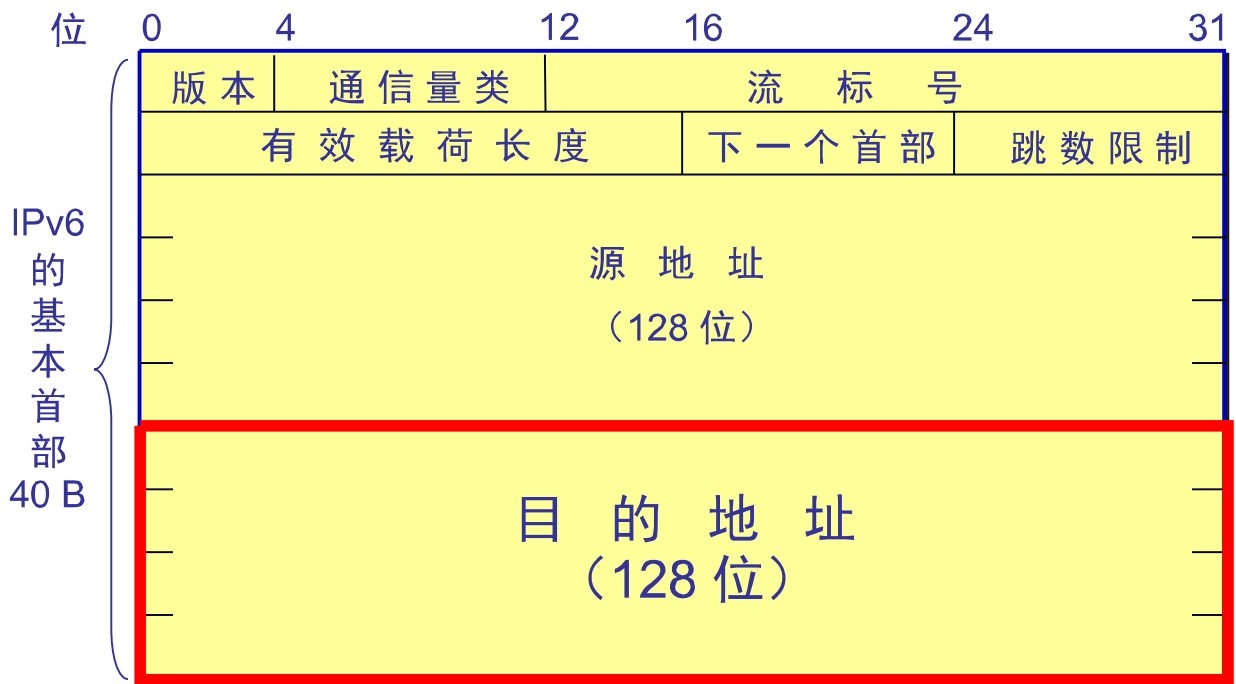 位 0 4 12 16 24 31
版本 通信量类 流标号
有效载荷长度 下一个首部 跳数限制
IPv6
的
基
本
首
部
40 B
源地址
（128 位）
目的地址
（128 位）